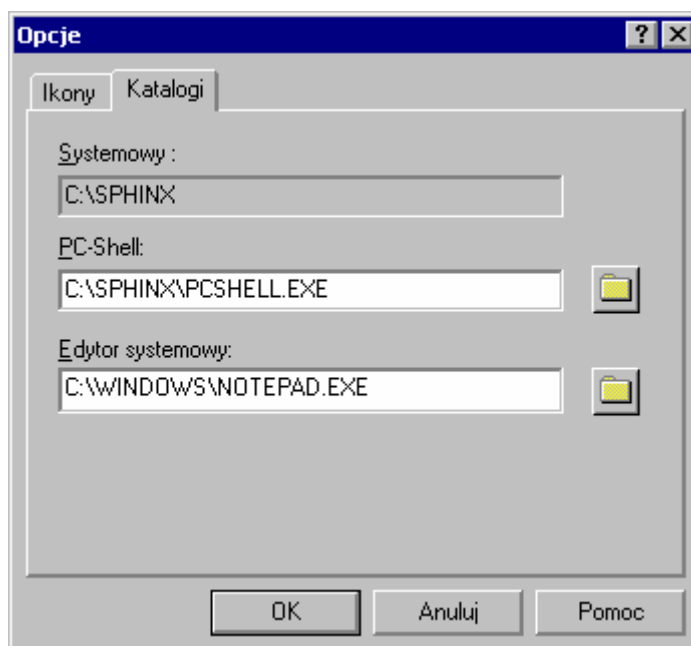 Opcje
Ikony Katalogi
Systemowy :
C:\SPHINX
PC-Shell:
C:\SPHINX\PCSHELL.EXE
Edytor systemowy:
C:\WINDOWS\NOTEPAD.EXE
OK Anuluj Pomoc